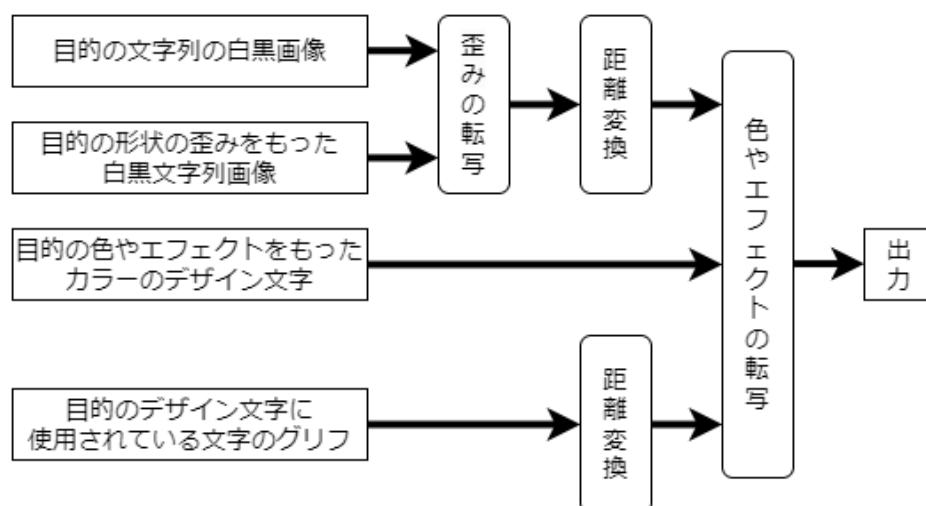 目的の文字列の白黒画像
目的の形状の歪みをもった
白黒文字列画像
歪みの転写
距離変換
目的の色やエフェクトをもった
カラーのデザイン文字
目的のデザイン文字に
使用されている文字のグリフ
距離変換
色やエフェクトの転写
出力